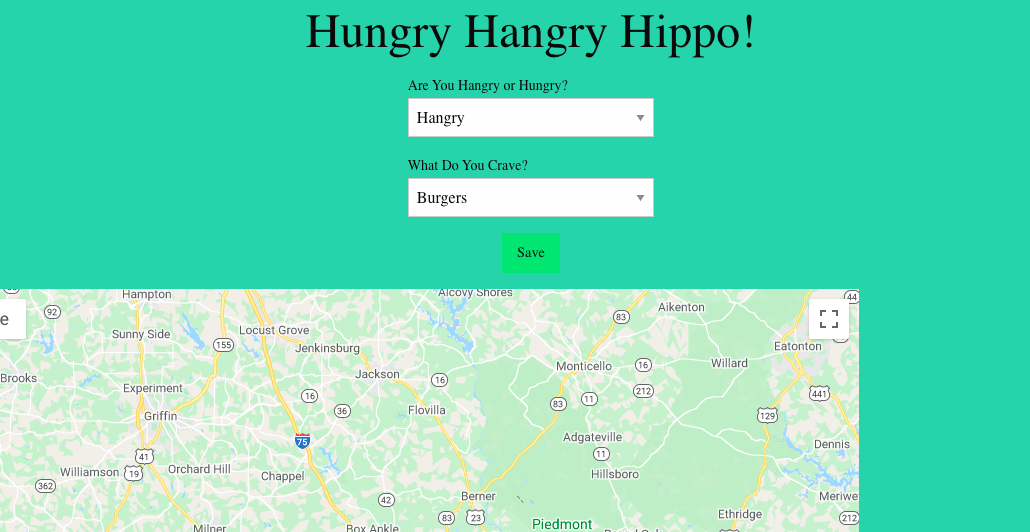 Hungry Hangry Hippo!
Are You Hangry or Hungry?
Hangry
What Do You Crave?
Burgers
Save
Hampton
Alcovy Shores
44
e
92
83
Aikenton
Sunny Side
Locust Grove
155
Jenkinsburg
Eatonton
Brooks
Jackson
16
Monticello
16
Willard
Experiment
16
212
441
36
Flovilla
83
11
129
Griffin
75
Adgateville
Dennis
41
11
Williamson
19
Orchard Hill
Chappel
Hillsboro
362
42
Berner
Meriwe
83
23
Ethridge
212
Milner
Box Ankle
Piedmont